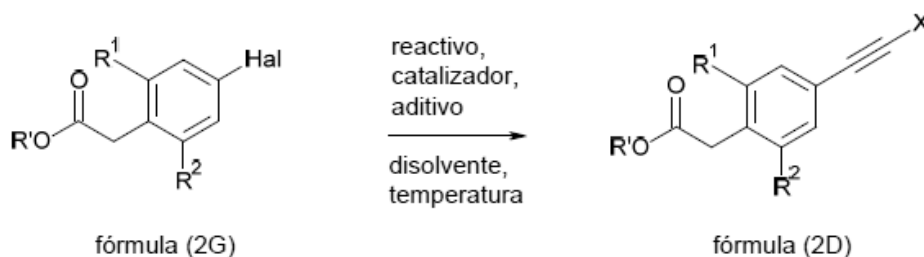 R¹
Hal
O
R'O
R²
fórmula (2G)
reactivo,
catalizador,
aditivo
disolvente,
temperatura
X
R¹
O
R'O
R²
fórmula (2D)